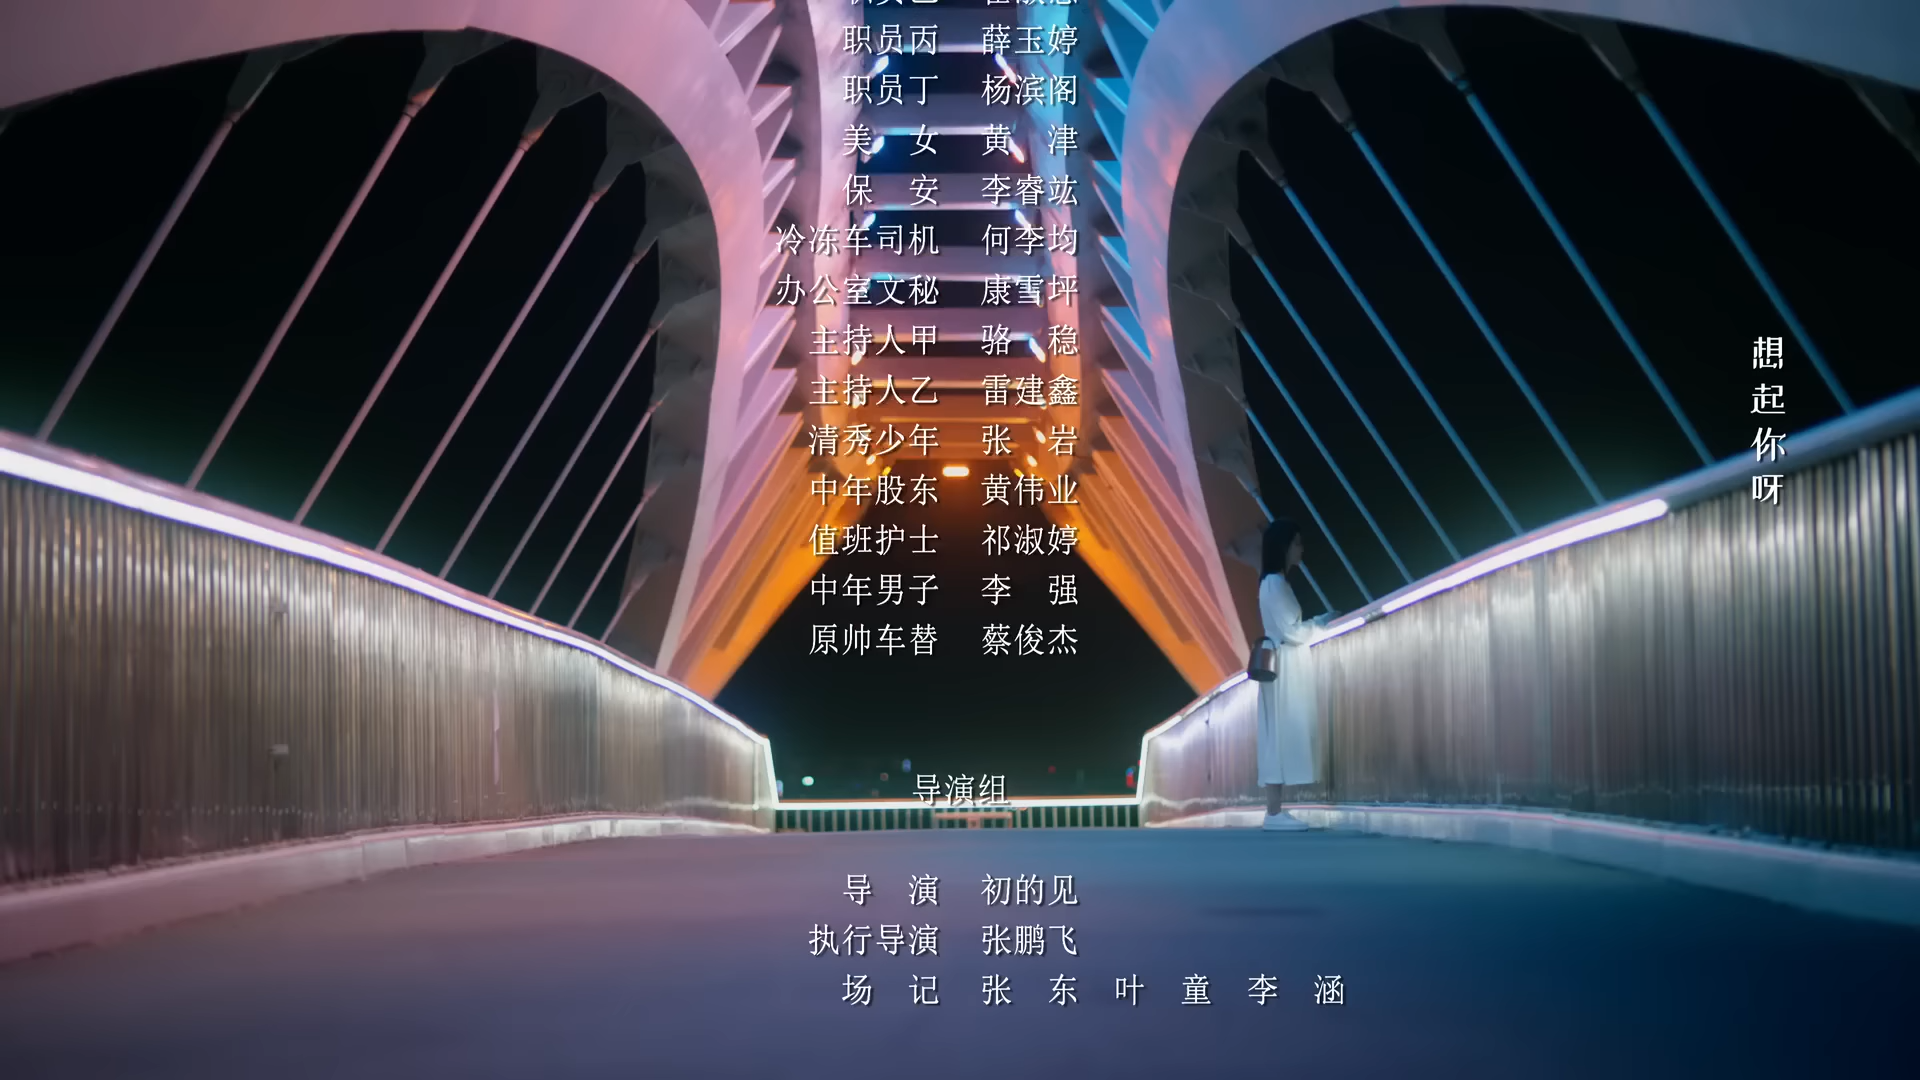 职员丙 薛玉婷
职员丁 杨滨阁
美 女 黄 津
保 安 李睿竑
冷冻车司机 何李均
办公室文秘 康雪坪
主持人甲 骆 稳
主持人乙 雷建鑫
清秀少年 张 岩
中年股东 黄伟业
值班护士 祁淑婷
中年男子 李 强
原帅车替 蔡俊杰
导演组
导 演 初的见
执行导演 张鹏飞
场 记 张 东 叶 童 李 涵
想起你呀